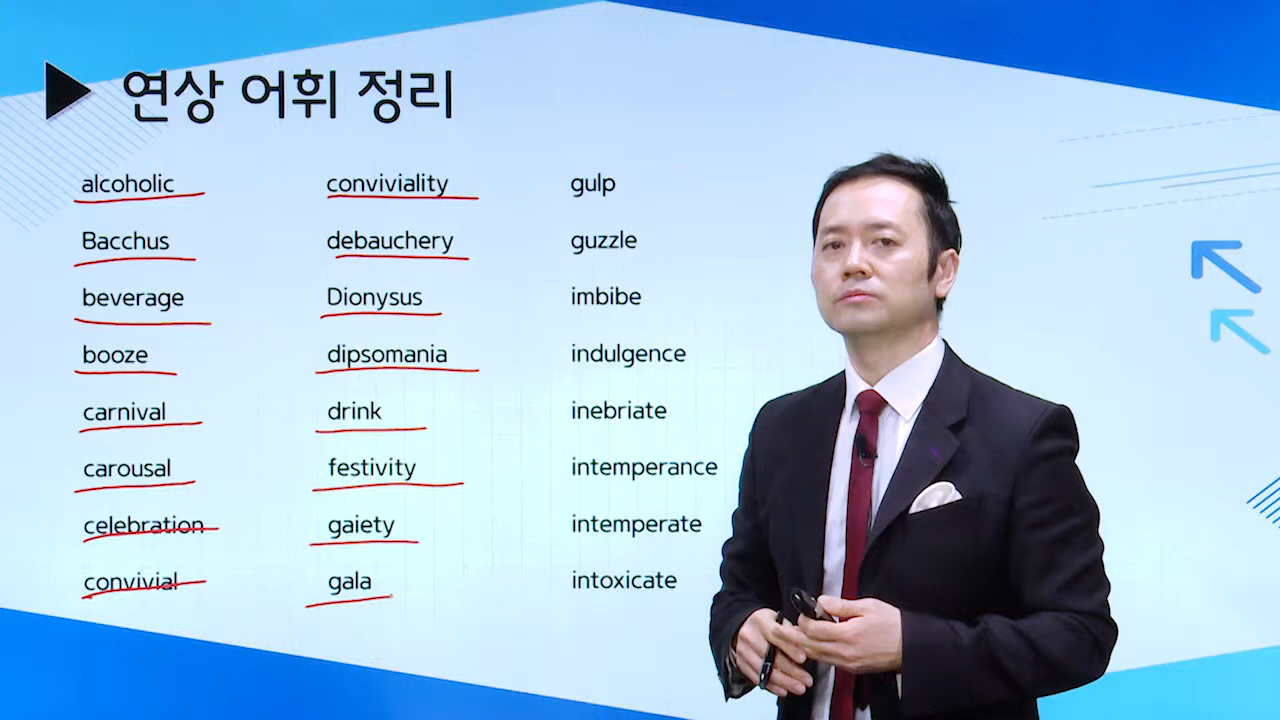 연상 어휘 정리
alcoholic conviviality gulp
Bacchus debauchery guzzle
beverage Dionysus imbibe
booze dipsomania indulgence
carnival drink inebriate
carousal festivity intemperance
celebration gaiety intemperate
convivial gala intoxicate